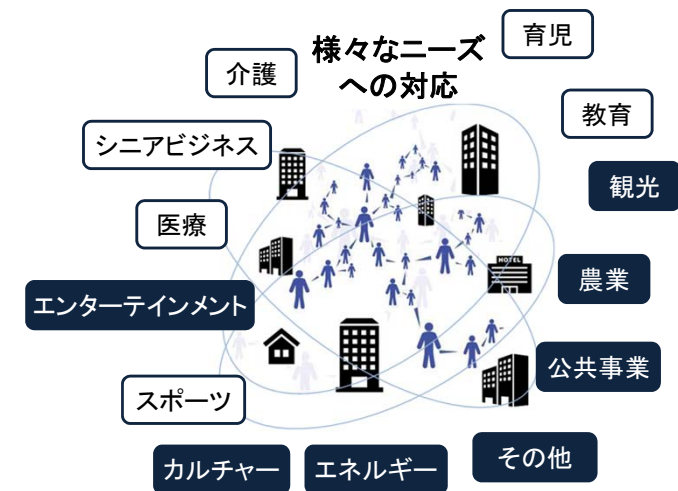 様々なニーズ
への対応
育児
介護
教育
シニアビジネス
観光
医療
HOTEL
農業
エンターテインメント
公共事業
スポーツ
その他
カルチャー
エネルギー